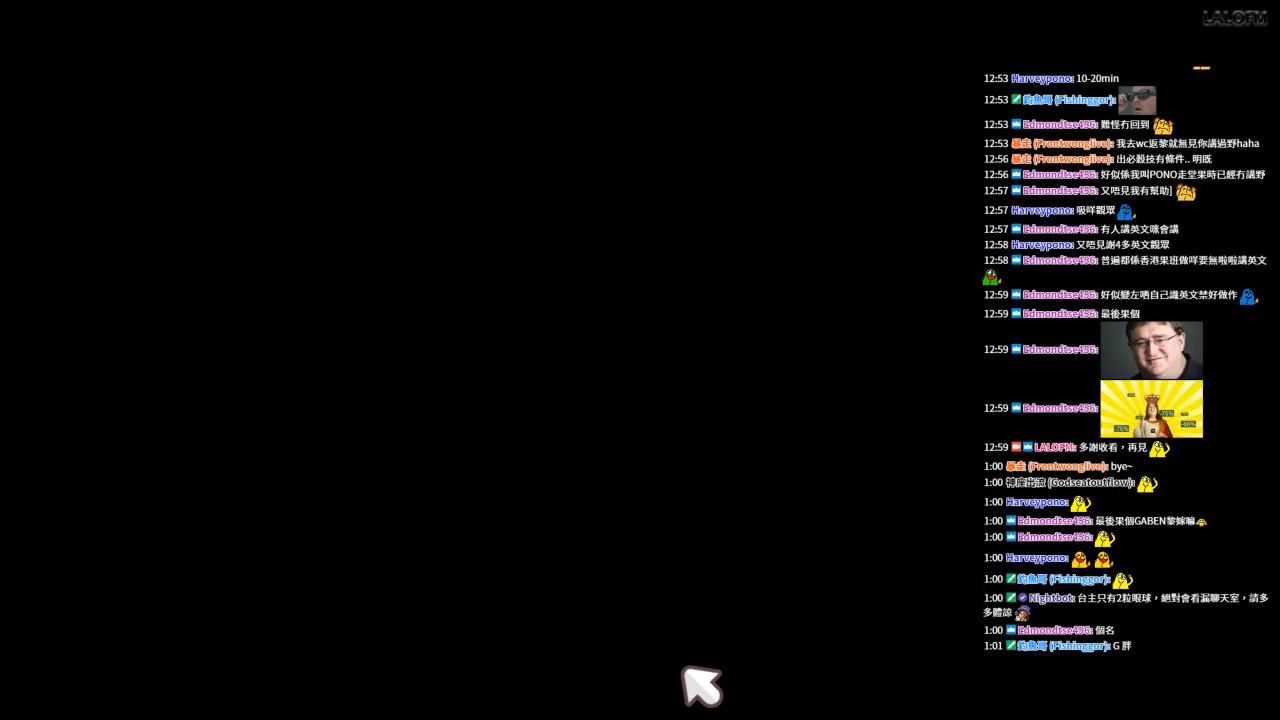 LALOFM
12:53 Harveypono: 10-20min
12:53 釣魚哥 (Fishinggor):
12:53 Edmondtse456: 難怪冇回到
12:53 暴走 (Frontwonglive): 我去wc返黎就無見你講過野haha
12:56 暴走 (Frontwonglive): 出必殺技有條件.. 明既
12:56 Edmondtse456: 好似係我叫PONO走堂果時已經冇講野
12:57 Edmondtse456: 又唔見我有幫助]
12:57 Harveypono: 吸咩觀眾
12:57 Edmondtse456: 有人講英文咪會講
12:58 Harveypono: 又唔見謝4多英文觀眾
12:58 Edmondtse456: 普遍都係香港果班做咩要無啦啦講英文
12:59 Edmondtse456: 好似變左晒自己識英文禁好做作
12:59 Edmondtse456: 最後果個
12:59 Edmondtse456:
12:59 Edmondtse456:
-75%
-75%
-66%
12:59 LALOFM: 多謝收看，再見
1:00 暴走 (Frontwonglive): bye~
1:00 神座出流 (Godseatoutflow):
1:00 Harveypono:
1:00 Edmondtse456: 最後果個GABEN黎嫁嘛
1:00 Edmondtse456:
1:00 Harveypono:
1:00 釣魚哥 (Fishinggor):
1:00 Nightbot: 台主只有2粒眼球，絕對會看漏聊天室，請多
多體諒
1:00 Edmondtse456: 個名
1:01 釣魚哥 (Fishinggor): G 胖